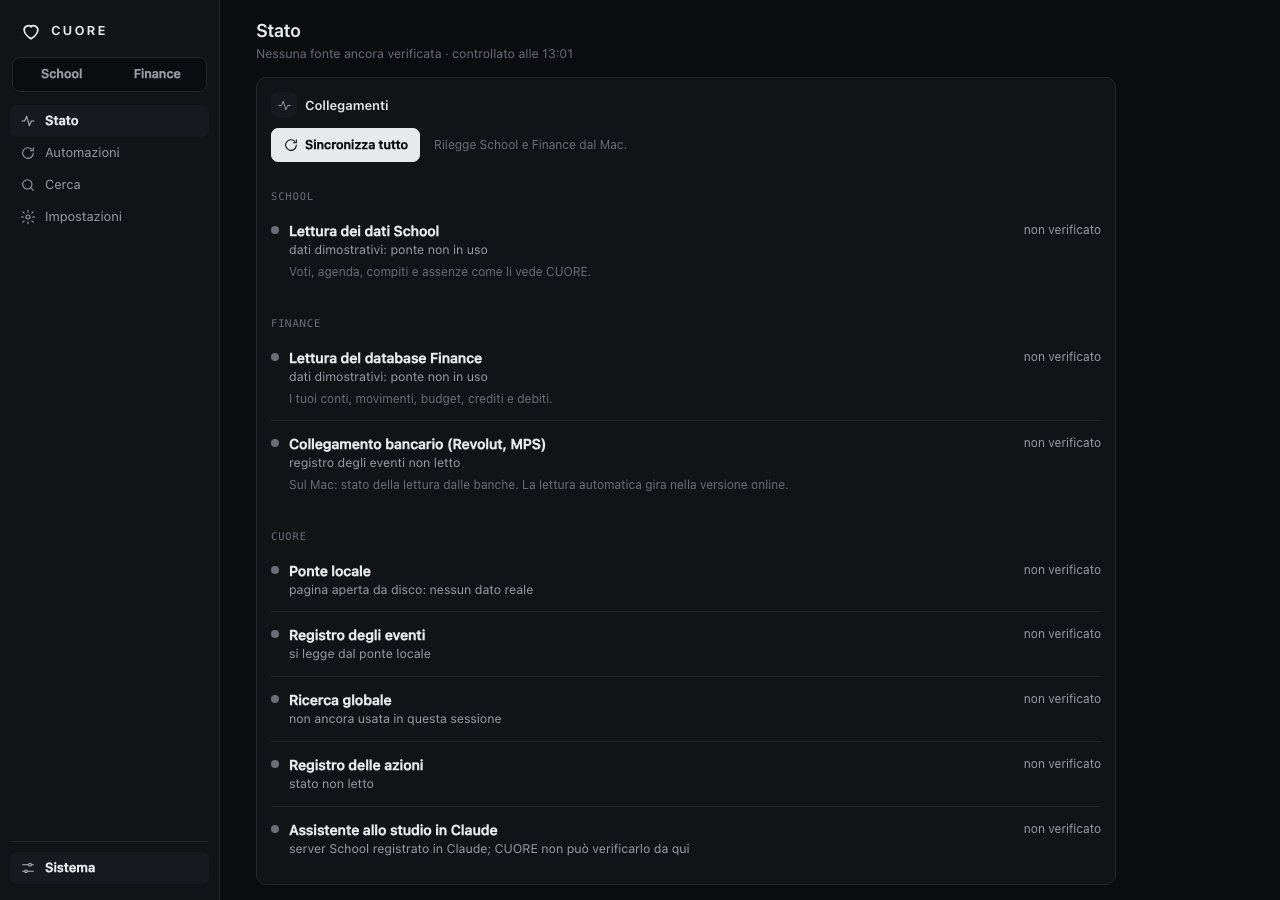 CUORE
School Finance
Stato
Automazioni
Cerca
Impostazioni
Sistema
Stato
Nessuna fonte ancora verificata · controllato alle 13:01
Collegamenti
Sincronizza tutto Rilegge School e Finance dal Mac.
SCHOOL
Lettura dei dati School non verificato
dati dimostrativi: ponte non in uso
Voti, agenda, compiti e assenze come li vede CUORE.
FINANCE
Lettura del database Finance non verificato
dati dimostrativi: ponte non in uso
I tuoi conti, movimenti, budget, crediti e debiti.
Collegamento bancario (Revolut, MPS) non verificato
registro degli eventi non letto
Sul Mac: stato della lettura dalle banche. La lettura automatica gira nella versione online.
CUORE
Ponte locale non verificato
pagina aperta da disco: nessun dato reale
Registro degli eventi non verificato
si legge dal ponte locale
Ricerca globale non verificato
non ancora usata in questa sessione
Registro delle azioni non verificato
stato non letto
Assistente allo studio in Claude non verificato
server School registrato in Claude; CUORE non può verificarlo da qui